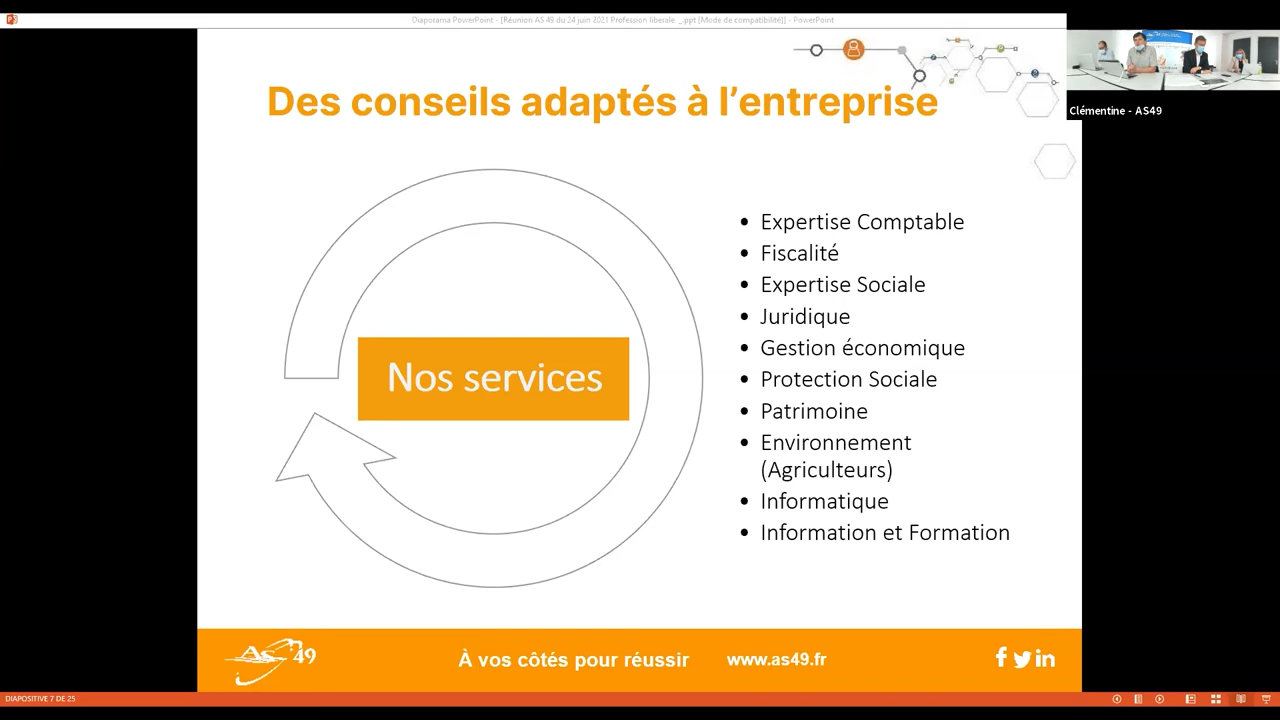 Diaporama PowerPoint - [Réunion AS 49 du 24 juin 2021 Profession liberale _.ppt [Mode de compatibilité]] - PowerPoint
Clémentine - AS49
Des conseils adaptés à l'entreprise
Nos services
• Expertise Comptable
• Fiscalité
• Expertise Sociale
• Juridique
• Gestion économique
• Protection Sociale
• Patrimoine
• Environnement
(Agriculteurs)
• Informatique
• Information et Formation
As 49
À vos côtés pour réussir
www.as49.fr
DIAPOSITIVE 7 DE 25